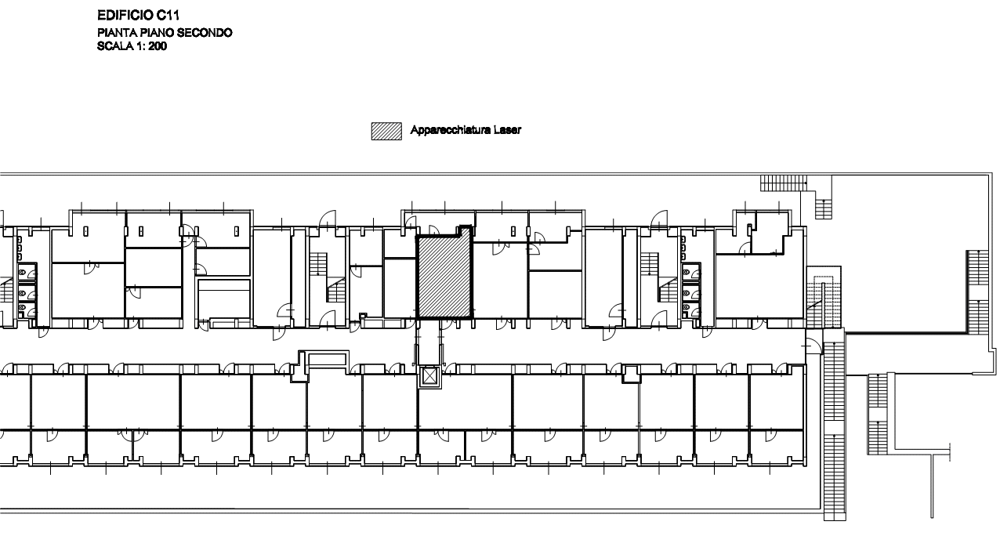 EDIFICIO C11
PIANTA PIANO SECONDO
SCALA 1: 200
Apparecchiatura Laser